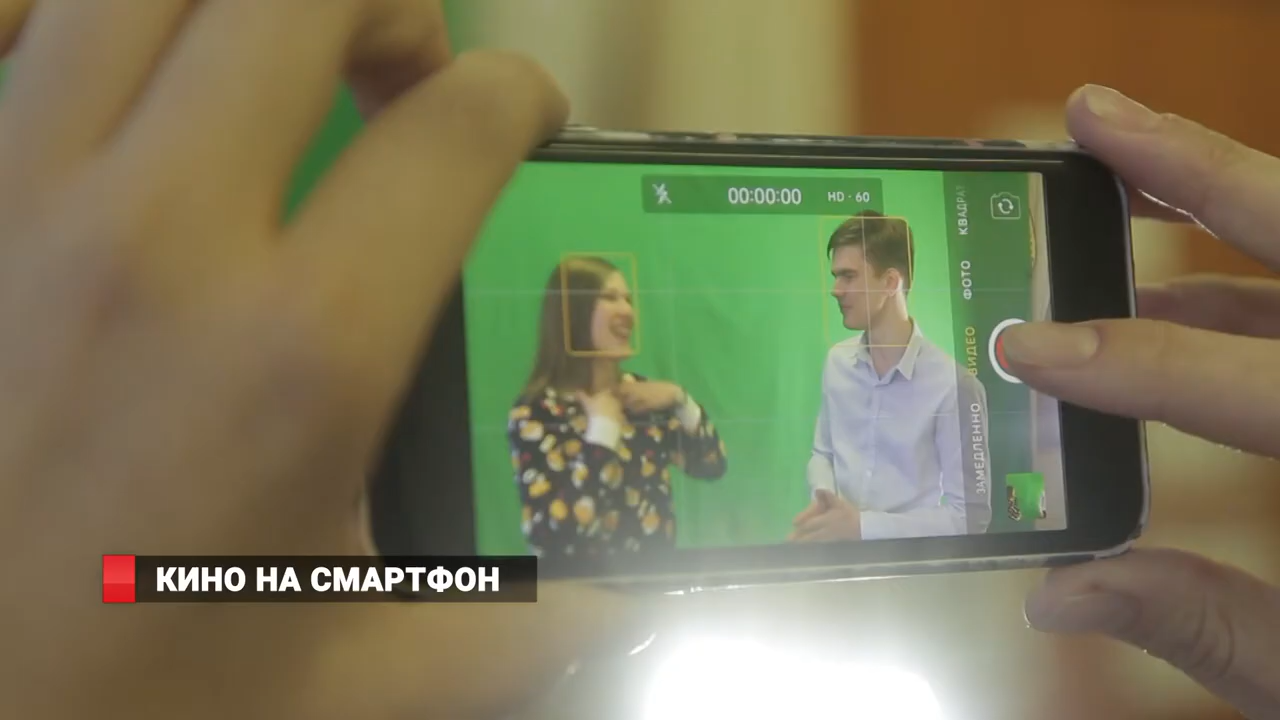 00:00:00 HD · 60
КВАДРАТ
ФОТО
ВИДЕО
ЗАМЕДЛЕННО
КИНО НА СМАРТФОН